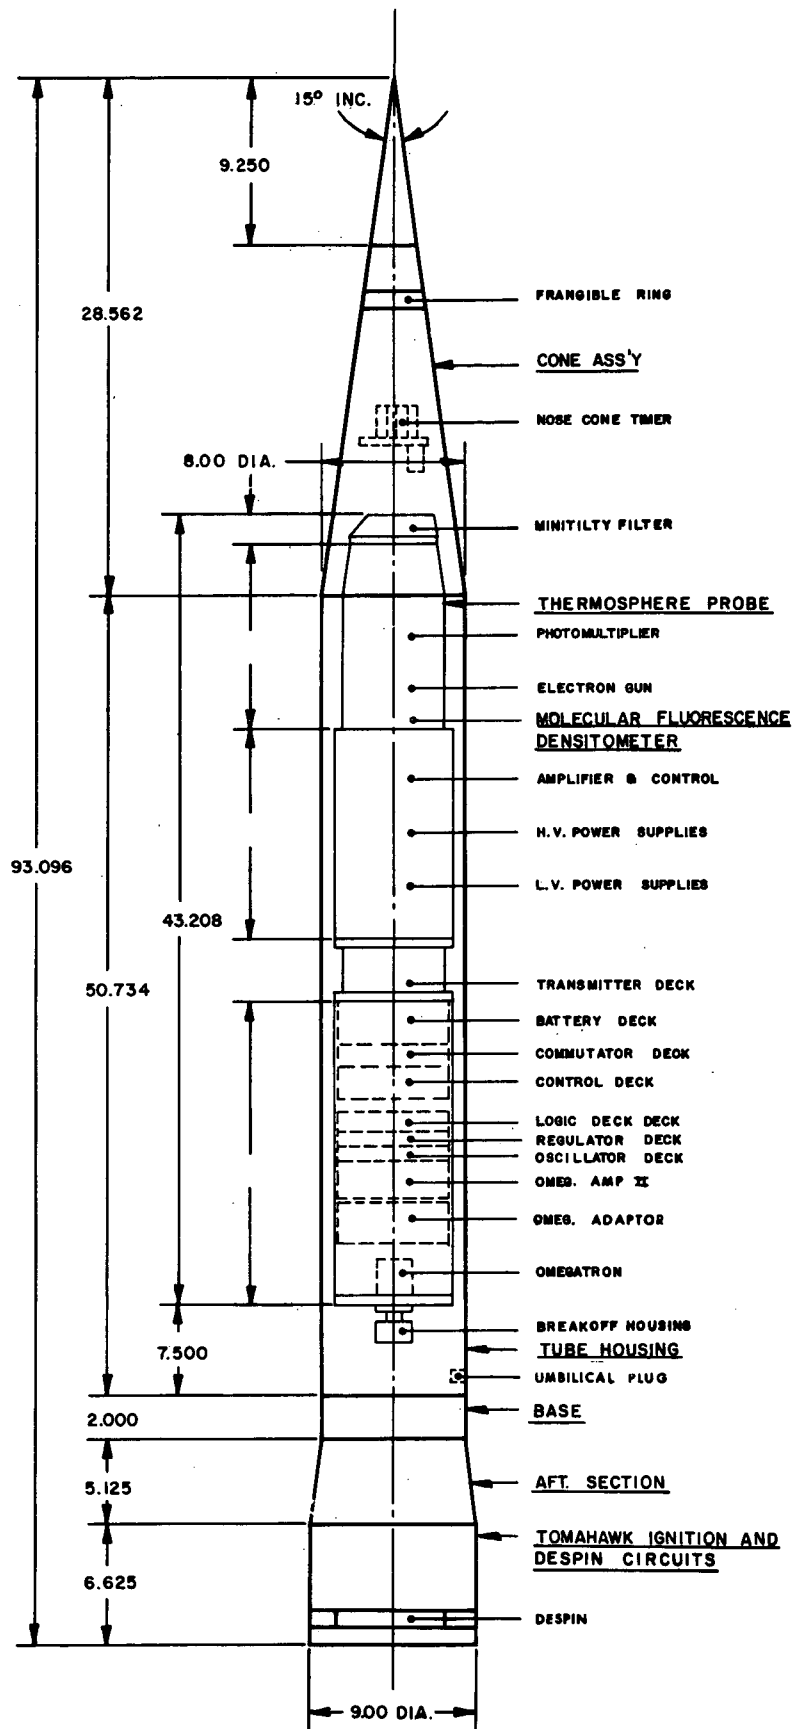 15° INC.
9.250
FRANGIBLE RING
28.562
CONE ASS'Y
NOSE CONE TIMER
8.00 DIA.
MINITILTY FILTER
THERMOSPHERE PROBE
PHOTOMULTIPLIER
ELECTRON GUN
MOLECULAR FLUORESCENCE
DENSITOMETER
AMPLIFIER & CONTROL
H.V. POWER SUPPLIES
93.096
L.V. POWER SUPPLIES
43.208
50.734
TRANSMITTER DECK
BATTERY DECK
COMMUTATOR DECK
CONTROL DECK
LOGIC DECK DECK
REGULATOR DECK
OSCILLATOR DECK
OMEG. AMP II
OMEG. ADAPTOR
OMEGATRON
BREAKOFF HOUSING
TUBE HOUSING
7.500
UMBILICAL PLUG
BASE
2.000
AFT. SECTION
5.125
TOMAHAWK IGNITION AND
DESPIN CIRCUITS
6.625
DESPIN
9.00 DIA.